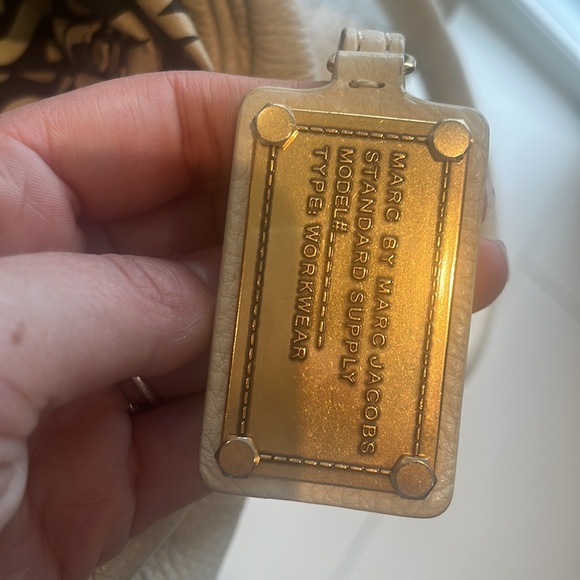 MARC BY MARC JACOBS
STANDARD SUPPLY
MODEL#----------
TYPE: WORKWEAR